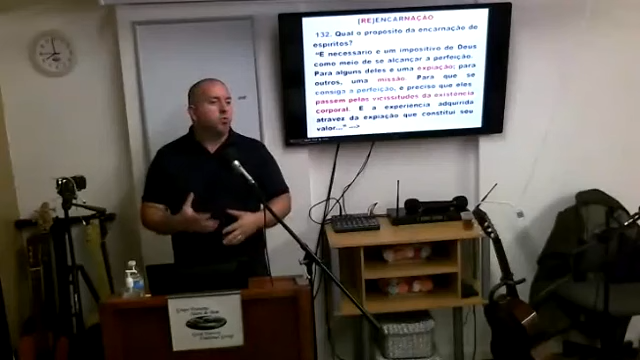 [RE]ENCARNAÇÃO
132. Qual o propósito da encarnação de
espíritos?
"É necessário e um impositivo de Deus
como meio de se alcançar a perfeição.
Para alguns deles é uma expiação; para
outros, uma missão. Para que se
consiga a perfeição, é preciso que eles
passem pelas vicissitudes da existência
corporal. É a experiência adquirida
através da expiação que constitui seu
valor..." -->